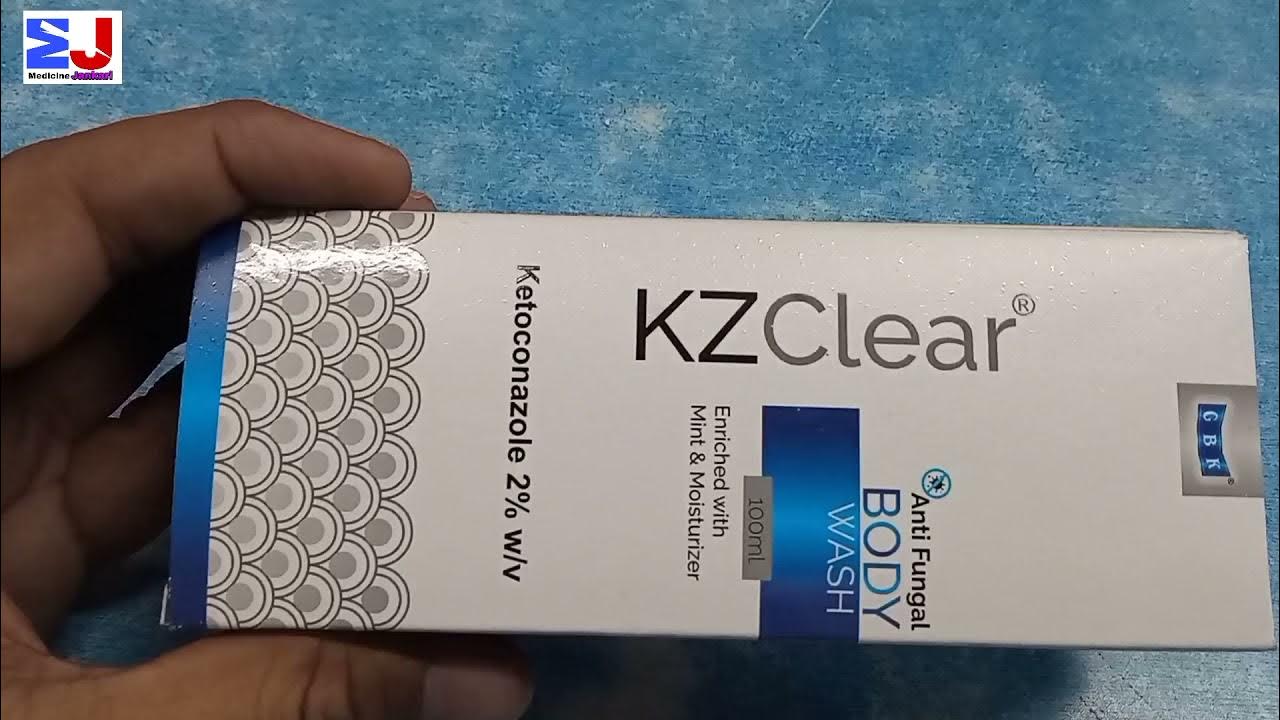 MJ
Medicine Jankari
KZClear®
Anti Fungal
BODY
WASH
100ml
Enriched with
Mint & Moisturizer
Ketoconazole 2% w/v
GBK®